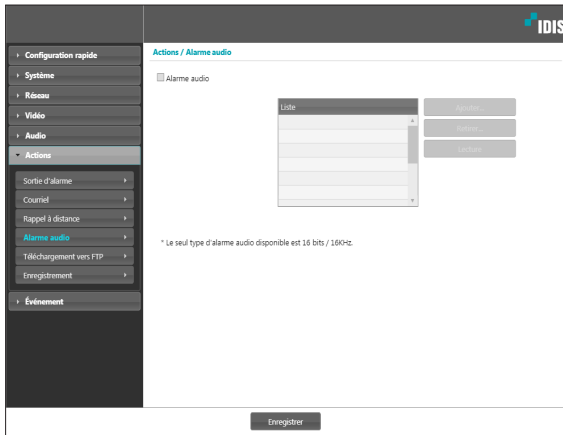 IDIS
Configuration rapide
Système
Réseau
Vidéo
Audio
Actions
Sortie d'alarme
Courriel
Rappel à distance
Alarme audio
Téléchargement vers FTP
Enregistrement
Événement
Actions / Alarme audio
Alarme audio
Liste
Ajouter...
Lecture
* Le seul type d'alarme audio disponible est 16 bits / 16KHz.
Enregistrer